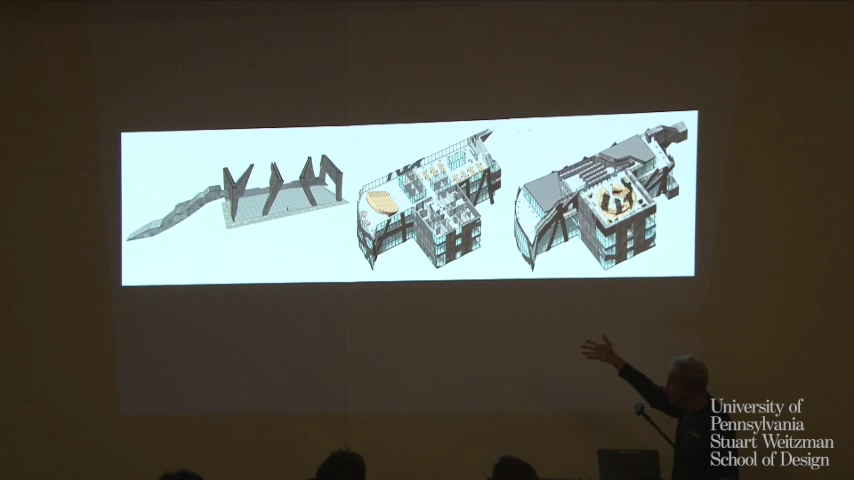 University of
Pennsylvania
Stuart Weitzman
School of Design